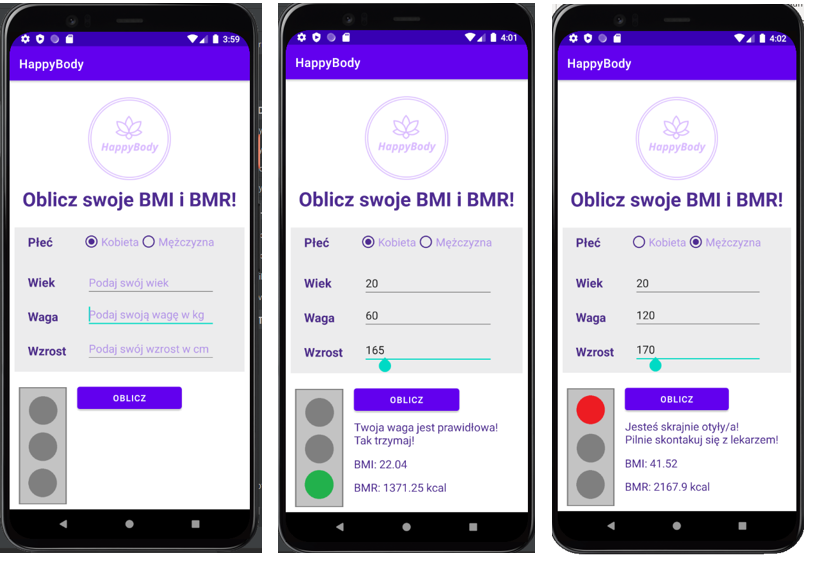 3:59
HappyBody
HappyBody
Oblicz swoje BMI i BMR!
Płeć Kobieta Mężczyzna
Wiek Podaj swój wiek
Waga Podaj swoją wagę w kg
Wzrost Podaj swój wzrost w cm
OBLICZ
4:01
HappyBody
HappyBody
Oblicz swoje BMI i BMR!
Płeć Kobieta Mężczyzna
Wiek 20
Waga 60
Wzrost 165
OBLICZ
Twoja waga jest prawidłowa!
Tak trzymaj!
BMI: 22.04
BMR: 1371.25 kcal
4:02
HappyBody
HappyBody
Oblicz swoje BMI i BMR!
Płeć Kobieta Mężczyzna
Wiek 20
Waga 120
Wzrost 170
OBLICZ
Jesteś skrajnie otyły/a!
Pilnie skontakuj się z lekarzem!
BMI: 41.52
BMR: 2167.9 kcal